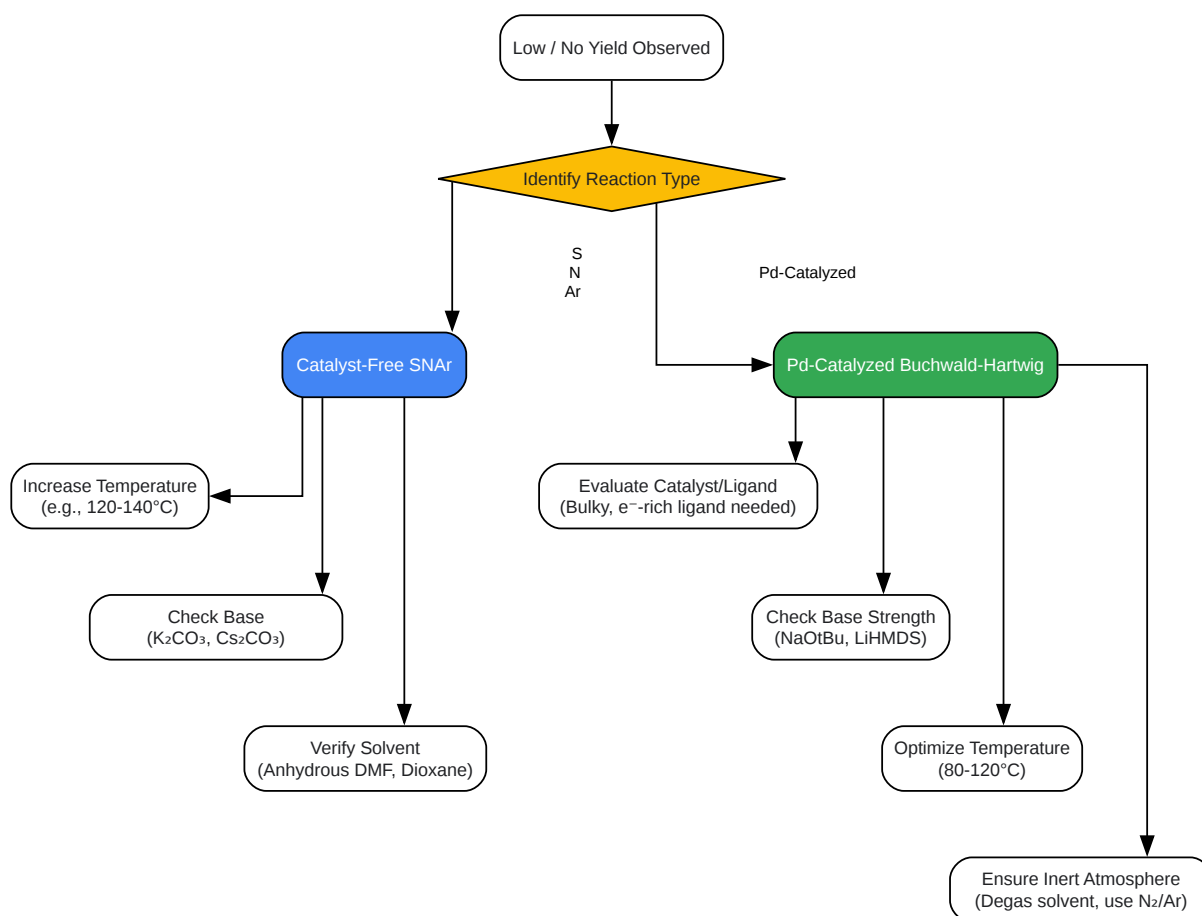 Low / No Yield Observed
Identify Reaction Type
S
N
Ar
Pd-Catalyzed
Catalyst-Free SNAr
Pd-Catalyzed Buchwald-Hartwig
Increase Temperature
(e.g., 120-140°C)
Evaluate Catalyst/Ligand
(Bulky, e⁻-rich ligand needed)
Check Base
(K₂CO₃, Cs₂CO₃)
Check Base Strength
(NaOtBu, LiHMDS)
Verify Solvent
(Anhydrous DMF, Dioxane)
Optimize Temperature
(80-120°C)
Ensure Inert Atmosphere
(Degas solvent, use N₂/Ar)